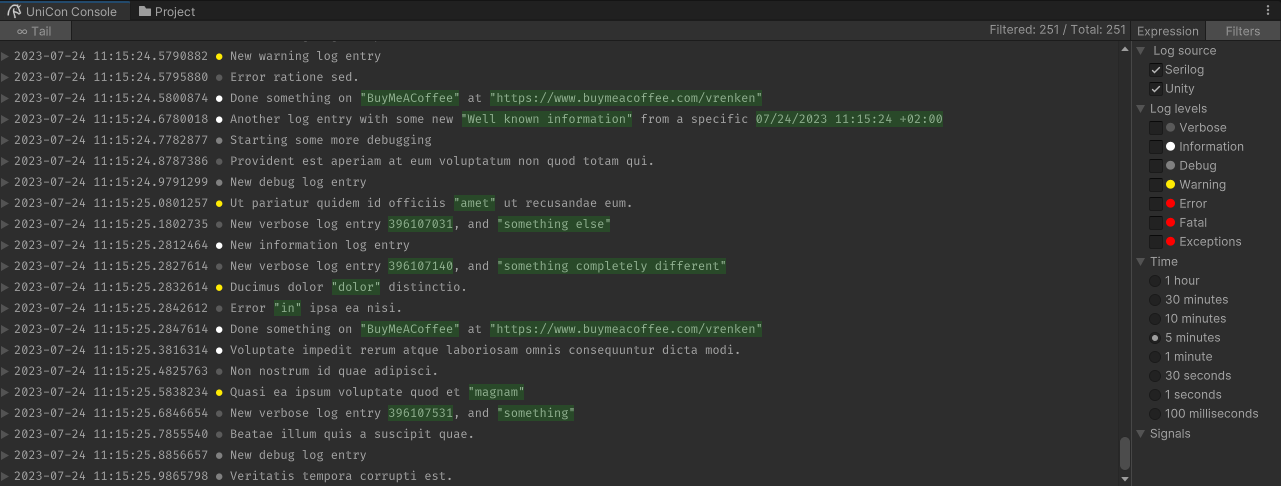 UniCon Console Project
∞ Tail Filtered: 251 / Total: 251 Expression Filters
2023-07-24 11:15:24.5790882 New warning log entry
2023-07-24 11:15:24.5795880 Error ratione sed.
2023-07-24 11:15:24.5800874 Done something on "BuyMeACoffee" at "https://www.buymeacoffee.com/vrenken"
2023-07-24 11:15:24.6780018 Another log entry with some new "Well known information" from a specific 07/24/2023 11:15:24 +02:00
2023-07-24 11:15:24.7782877 Starting some more debugging
2023-07-24 11:15:24.8787386 Provident est aperiam at eum voluptatum non quod totam qui.
2023-07-24 11:15:24.9791299 New debug log entry
2023-07-24 11:15:25.0801257 Ut pariatur quidem id officiis "amet" ut recusandae eum.
2023-07-24 11:15:25.1802735 New verbose log entry 396107031, and "something else"
2023-07-24 11:15:25.2812464 New information log entry
2023-07-24 11:15:25.2827614 New verbose log entry 396107140, and "something completely different"
2023-07-24 11:15:25.2832614 Ducimus dolor "dolor" distinctio.
2023-07-24 11:15:25.2842612 Error "in" ipsa ea nisi.
2023-07-24 11:15:25.2847614 Done something on "BuyMeACoffee" at "https://www.buymeacoffee.com/vrenken"
2023-07-24 11:15:25.3816314 Voluptate impedit rerum atque laboriosam omnis consequuntur dicta modi.
2023-07-24 11:15:25.4825763 Non nostrum id quae adipisci.
2023-07-24 11:15:25.5838234 Quasi ea ipsum voluptate quod et "magnam"
2023-07-24 11:15:25.6846654 New verbose log entry 396107531, and "something"
2023-07-24 11:15:25.7855540 Beatae illum quis a suscipit quae.
2023-07-24 11:15:25.8856657 New debug log entry
2023-07-24 11:15:25.9865798 Veritatis tempora corrupti est.
Log source
Serilog
Unity
Log levels
Verbose
Information
Debug
Warning
Error
Fatal
Exceptions
Time
1 hour
30 minutes
10 minutes
5 minutes
1 minute
30 seconds
1 seconds
100 milliseconds
Signals